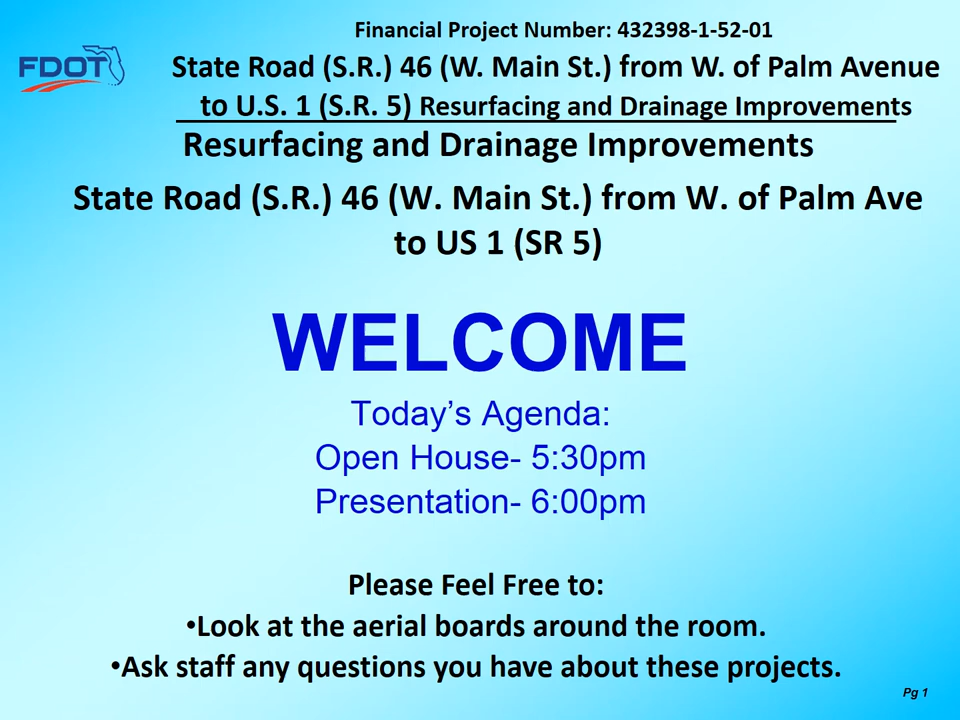 Financial Project Number: 432398-1-52-01
FDOT
State Road (S.R.) 46 (W. Main St.) from W. of Palm Avenue
to U.S. 1 (S.R. 5) Resurfacing and Drainage Improvements
Resurfacing and Drainage Improvements
State Road (S.R.) 46 (W. Main St.) from W. of Palm Ave
to US 1 (SR 5)
WELCOME
Today’s Agenda:
Open House- 5:30pm
Presentation- 6:00pm
Please Feel Free to:
•Look at the aerial boards around the room.
•Ask staff any questions you have about these projects.
Pg 1